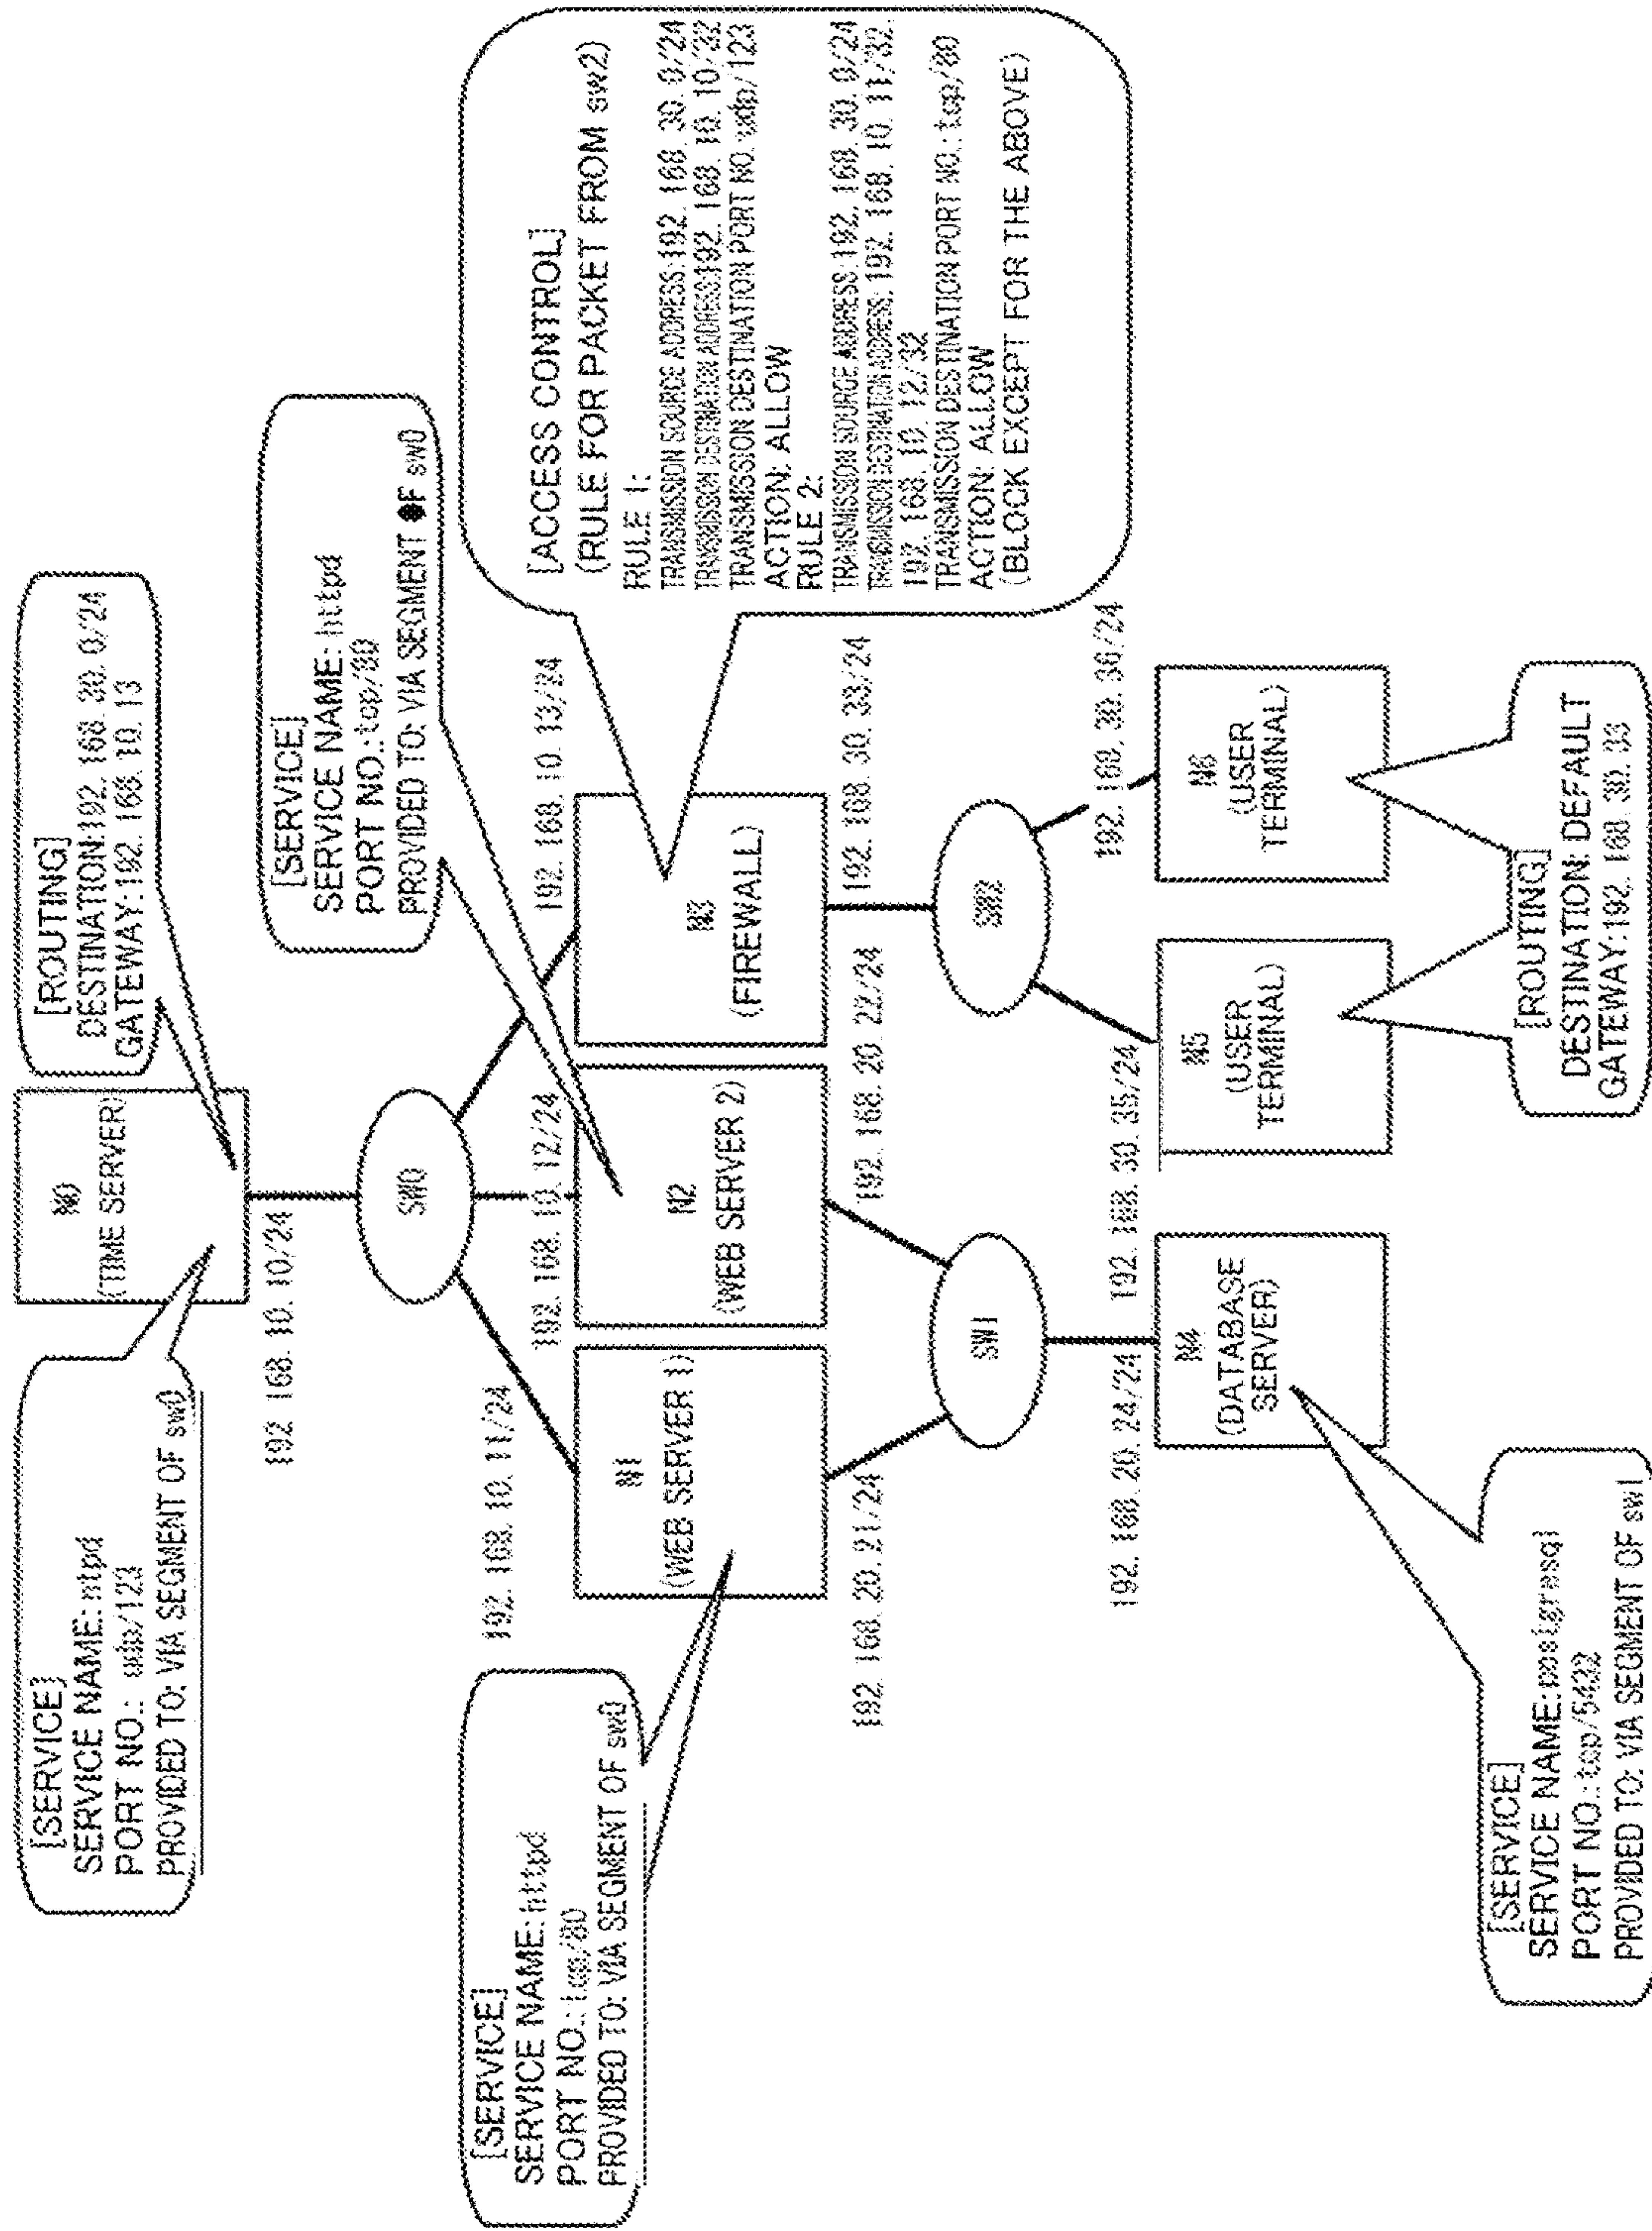 [SERVICE]
SERVICE NAME: ntpd
PORT NO.: udp/123
PROVIDED TO: VIA SEGMENT OF sw0
N0
(TIME SERVER)
[ROUTING]
DESTINATION:192. 168. 30. 0/24
GATEWAY:192. 168. 10. 13
192 168. 10. 10/24
[SERVICE]
SERVICE NAME: httpd
PORT NO.:tcp/80
PROVIDED TO: VIA SEGMENT F sw0
SW0
[SERVICE]
SERVICE NAME: httpd
PORT NO.:tcp/80
PROVIDED TO: VIA SEGMENT OF sw0
192. 168. 10. 11/24
192. 168. 10. 12/24
192. 168. 10. 13/24
N1
(WEB SERVER 1)
N2
(WEB SERVER 2)
N3
(FIREWALL)
[ACCESS CONTROL]
(RULE FOR PACKET FROM sw2)
RULE 1:
TRANSMISSION SOURCE ADDRESS:192. 168. 30. 0/24
TRANSMISSION DESTINATION ADDRESS:192. 168. 10. 10/32
TRANSMISSION DESTINATION PORT NO.:udp/123
ACTION: ALLOW
RULE 2:
TRANSMISSION SOURCE ADDRESS:192. 168. 30. 0/24
TRANSMISSION DESTINATION ADDRESS: 192. 168. 10. 11/32.
192. 168. 10. 12/32
TRANSMISSION DESTINATION PORT NO.:tcp/80
ACTION: ALLOW
(BLOCK EXCEPT FOR THE ABOVE)
192. 168. 20. 21/24
192. 168. 20. 22/24
192. 168. 30. 33/24
SW1
SW2
192. 168. 20. 24/24
192. 168. 30. 35/24
192. 168. 30. 36/24
N4
(DATABASE
SERVER)
N5
(USER
TERMINAL)
N6
(USER
TERMINAL)
[SERVICE]
SERVICE NAME:postgresql
PORT NO.:tcp/5432
PROVIDED TO: VIA SEGMENT OF sw1
[ROUTING]
DESTINATION: DEFAULT
GATEWAY:192. 168. 30. 33